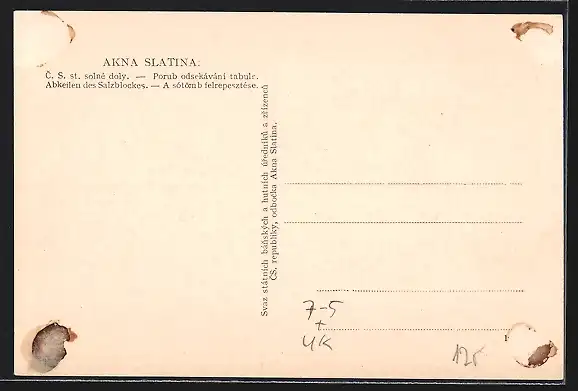 AKNA SLATINA:
Č. S. st. solné doly. — Porub odsekávání tabule.
Abkeilen des Salzblockes. — A sótömb felrepesztése.
Svaz státních báňských a hutních úředníků a zřízenců
ČS. republiky, odbočka Akna Slatina.
7-5
+
UK
125